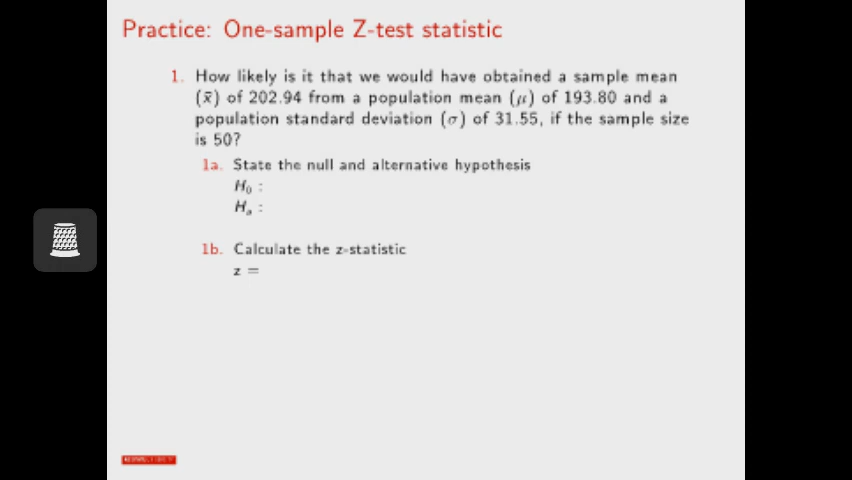 Practice: One-sample Z-test statistic
1. How likely is it that we would have obtained a sample mean
(x̄) of 202.94 from a population mean (μ) of 193.80 and a
population standard deviation (σ) of 31.55, if the sample size
is 50?
1a. State the null and alternative hypothesis
H₀ :
Hₐ :
1b. Calculate the z-statistic
z =